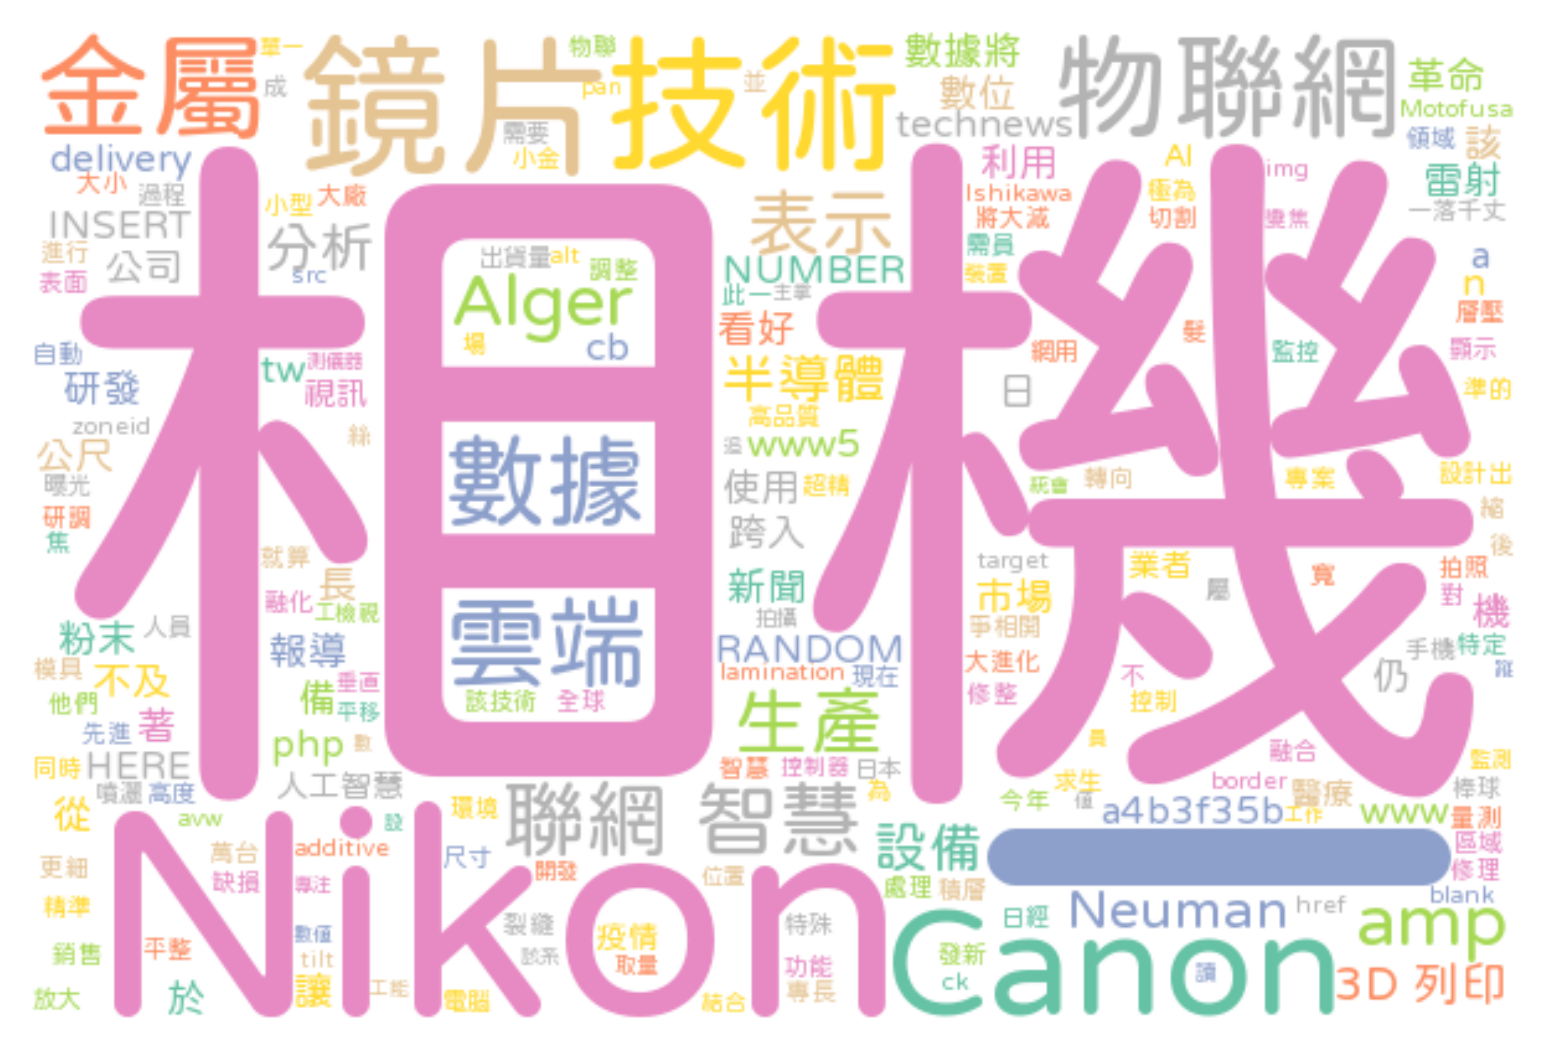 金屬
單一
成
鏡片
物聯
pan
需要
小金
技術
並
數據將
數位
technews
物聯網
革命
Motofusa
領域
該
delivery
大小
過程
INSERT
進行
公司
表面
小型
大廠
分析
src
相機
出貨量
alt
調整
Alger
場
cb
表示
NUMBER
此一
主掌
看好
利用
Ishikawa
將大減
需員
裝置
AI
極為
切割
img
變焦
雷射
一落千丈
a
n
層壓
顯示
準的
自動
研發
zoneid
公尺
曝光
研調
焦
tw
測儀器
視訊
絲
就算
長
融化
工檢視
數據
雲端
該技術
全球
半導體
高品質
追
www5
使用
超精
跨入
新聞
拍攝
RANDOM
lamination
現在
生產
智慧
控制器
日本
為
網用
髮
監控
日
統會
轉向
專案
設計出
縮
後
target
市場
業者
寬
屬
拍照
對
機
爭相開
大進化
修整
不
控制
員
仍
手機
特定
融合
監測
粉末
人員
模具
不及
他們
先進
著
同時
HERE
噴灑
高度
報導
備
垂直
平移
php
數
人工智慧
從
avw
環境
設
聯網
智慧
設備
求生
今年
值
border
醫療
棒球
a4b3f35b
工作
www
量測
區域
修理
blank
更細
萬台
缺損
additive
專注
尺寸
開發
位置
處理
積層
精準
銷售
平整
數值
tilt
放大
於
讓
工能
Nikon
電腦
裂縫
診系
疫情
取量
特殊
功能
專長
結合
Canon
日經
發新
ck
讀
Neuman
href
amp
3D 列印